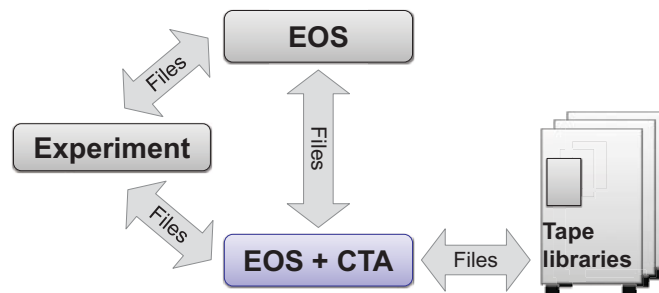 EOS
Files
Experiment
Files
Files
EOS + CTA
Files
Tape
libraries